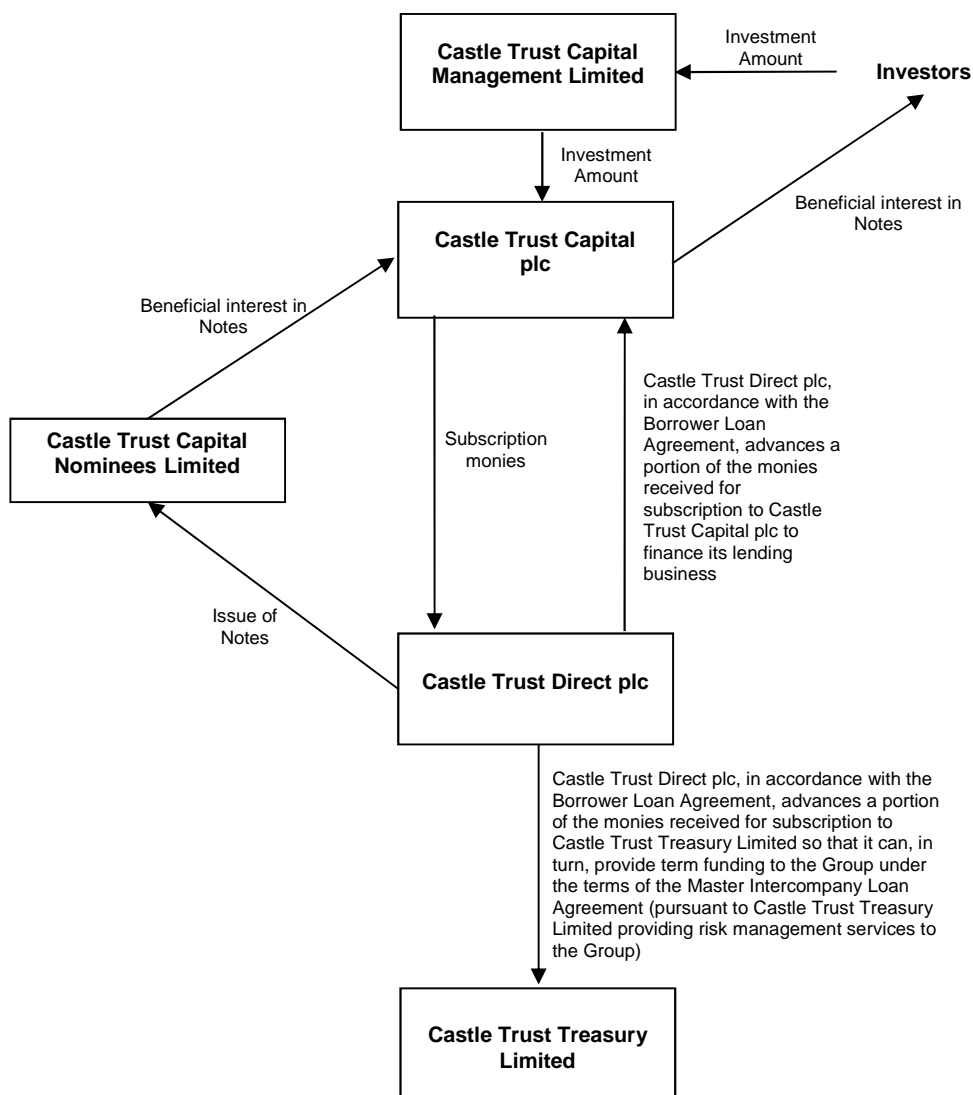 Castle Trust Capital
Management Limited
Investment
Amount
Investors
Investment
Amount
Castle Trust Capital
plc
Beneficial interest in
Notes
Beneficial interest in
Notes
Castle Trust Capital
Nominees Limited
Subscription
monies
Castle Trust Direct plc,
in accordance with the
Borrower Loan
Agreement, advances a
portion of the monies
received for
subscription to Castle
Trust Capital plc to
finance its lending
business
Issue of
Notes
Castle Trust Direct plc
Castle Trust Direct plc, in accordance with the
Borrower Loan Agreement, advances a portion
of the monies received for subscription to
Castle Trust Treasury Limited so that it can, in
turn, provide term funding to the Group under
the terms of the Master Intercompany Loan
Agreement (pursuant to Castle Trust Treasury
Limited providing risk management services to
the Group)
Castle Trust Treasury
Limited